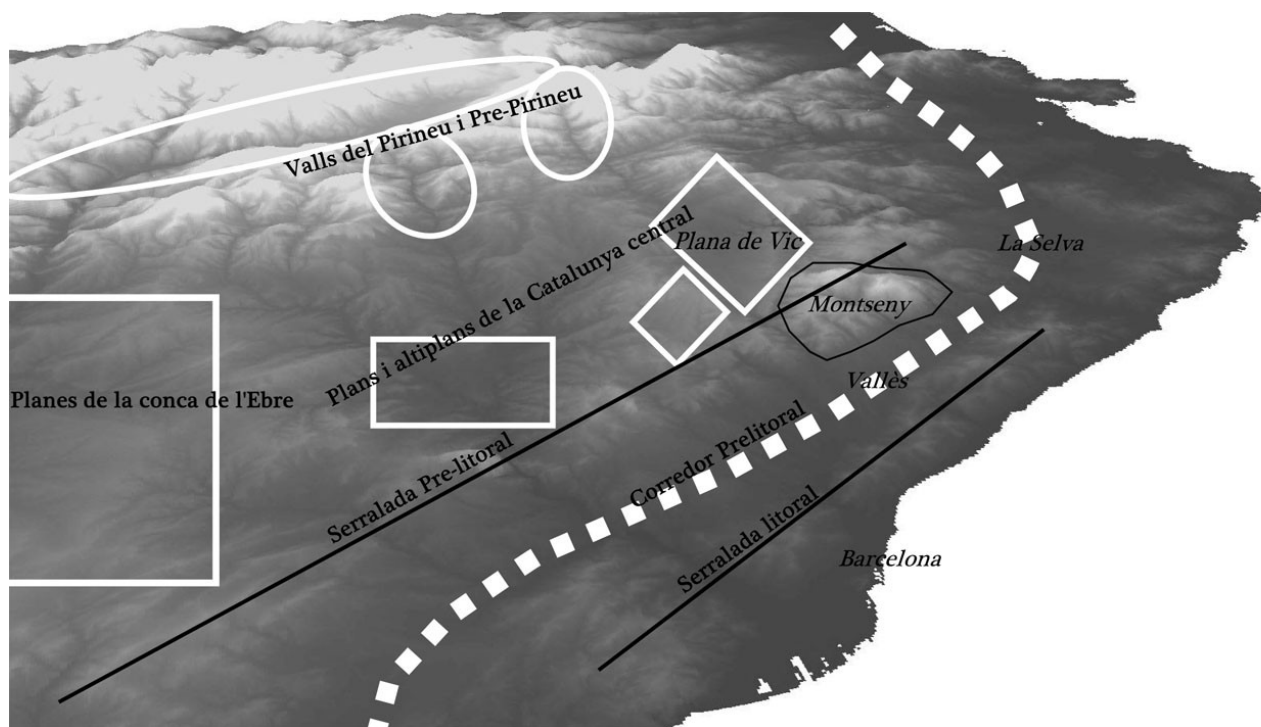 Valls del Pirineu i Pre-Pirineu
Plana de Vic
La Selva
Plans i altiplans de la Catalunya central
Montseny
Vallès
Planes de la conca de l'Ebre
Serralada Pre-litoral
Corredor Prelitoral
Serralada litoral
Barcelona